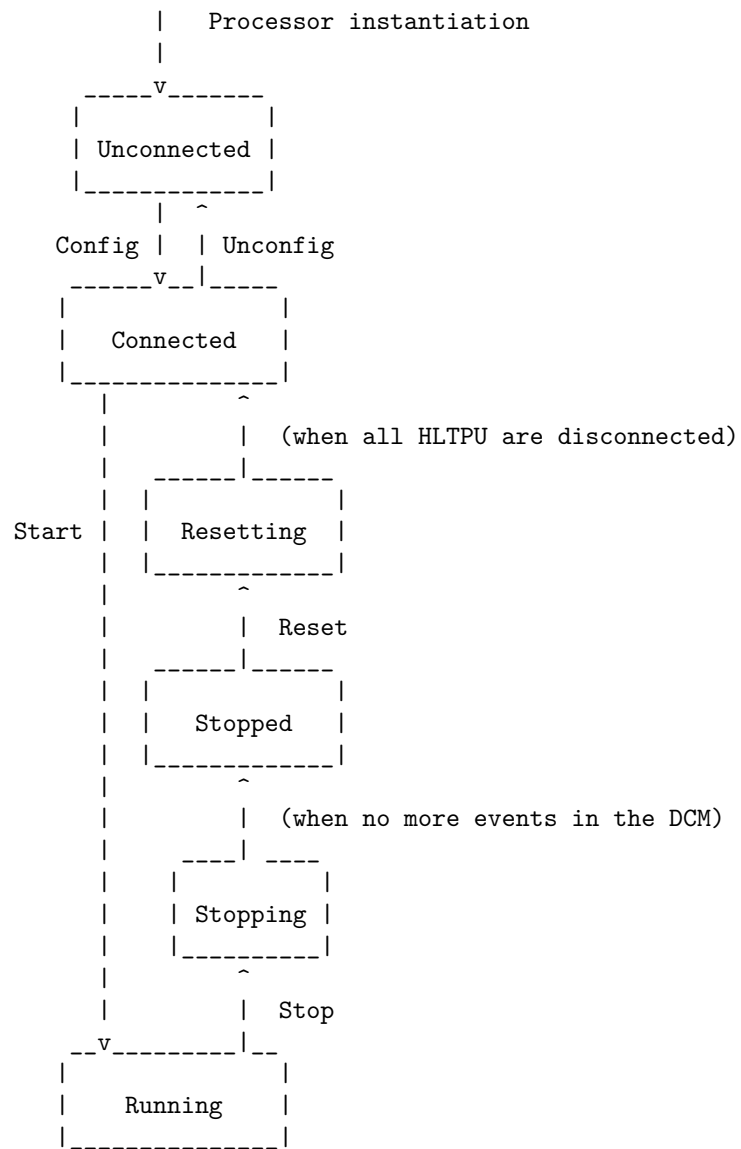 Processor instantiation
Unconnected
Config Unconfig
Connected
(when all HLTPU are disconnected)
Start Resetting
Reset
Stopped
(when no more events in the DCM)
Stopping
Stop
Running